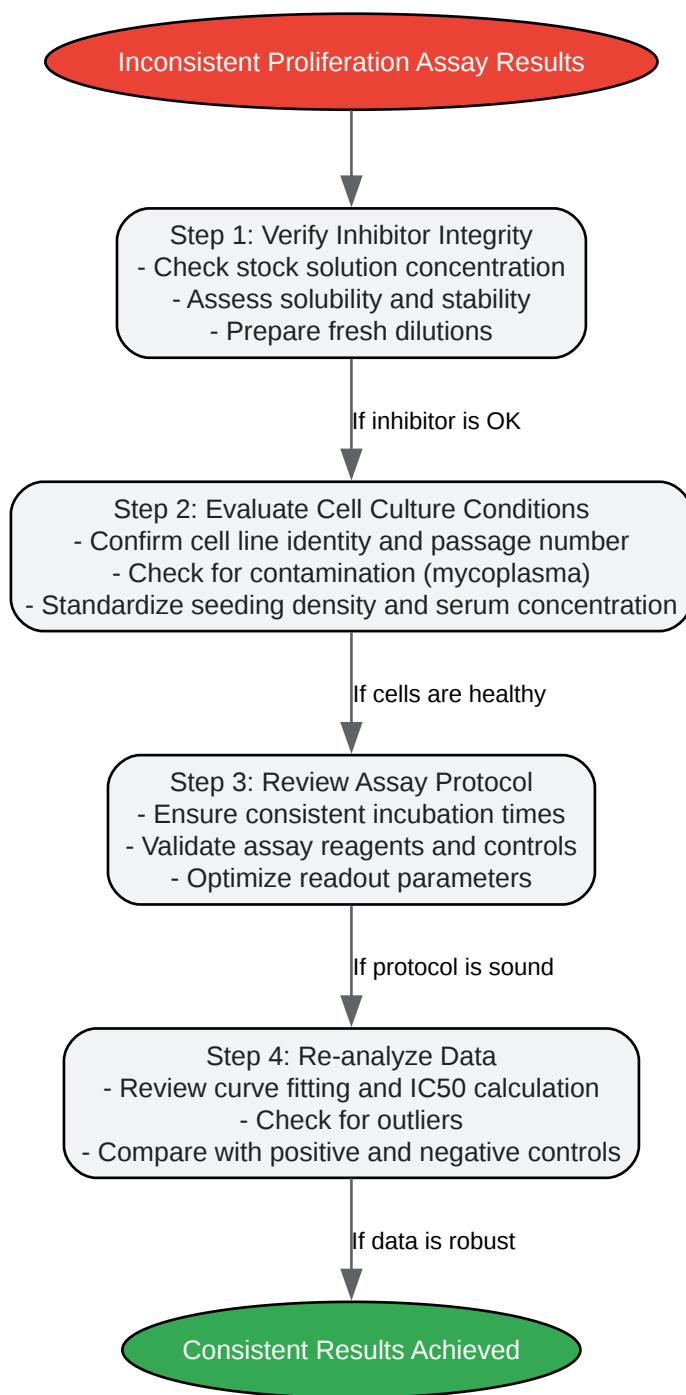 Inconsistent Proliferation Assay Results
Step 1: Verify Inhibitor Integrity
- Check stock solution concentration
- Assess solubility and stability
- Prepare fresh dilutions
If inhibitor is OK
Step 2: Evaluate Cell Culture Conditions
- Confirm cell line identity and passage number
- Check for contamination (mycoplasma)
- Standardize seeding density and serum concentration
If cells are healthy
Step 3: Review Assay Protocol
- Ensure consistent incubation times
- Validate assay reagents and controls
- Optimize readout parameters
If protocol is sound
Step 4: Re-analyze Data
- Review curve fitting and IC50 calculation
- Check for outliers
- Compare with positive and negative controls
If data is robust
Consistent Results Achieved